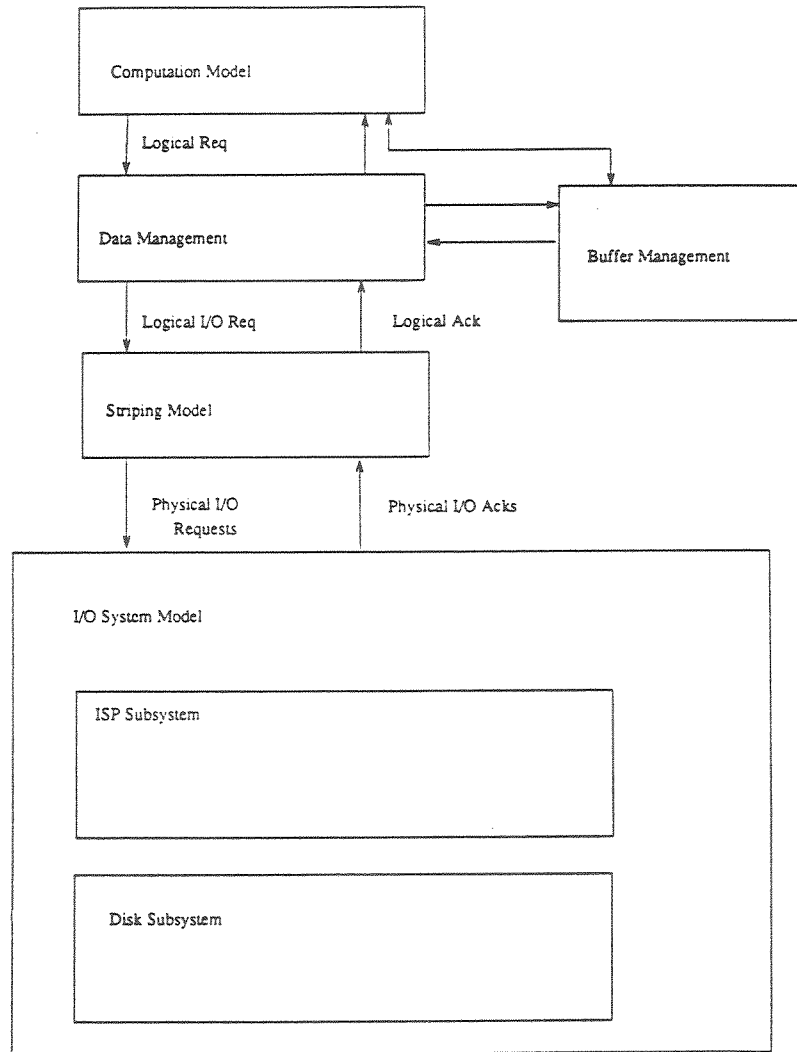 Computation Model
Logical Req
Data Management
Buffer Management
Logical I/O Req
Logical Ack
Striping Model
Physical I/O
Requests
Physical I/O Acks
I/O System Model
ISP Subsystem
Disk Subsystem